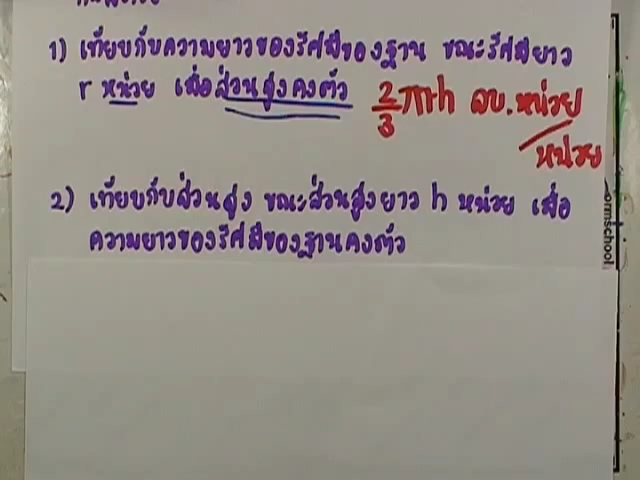 1) เทียบกับความยาวของรัศมีของฐาน ขณะรัศมียาว
r หน่วย เมื่อส่วนสูงคงตัว
2/3 πrh ลบ.หน่วย/หน่วย
2) เทียบกับส่วนสูง ขณะส่วนสูงยาว h หน่วย เมื่อ
ความยาวของรัศมีของฐานคงตัว
ormschool